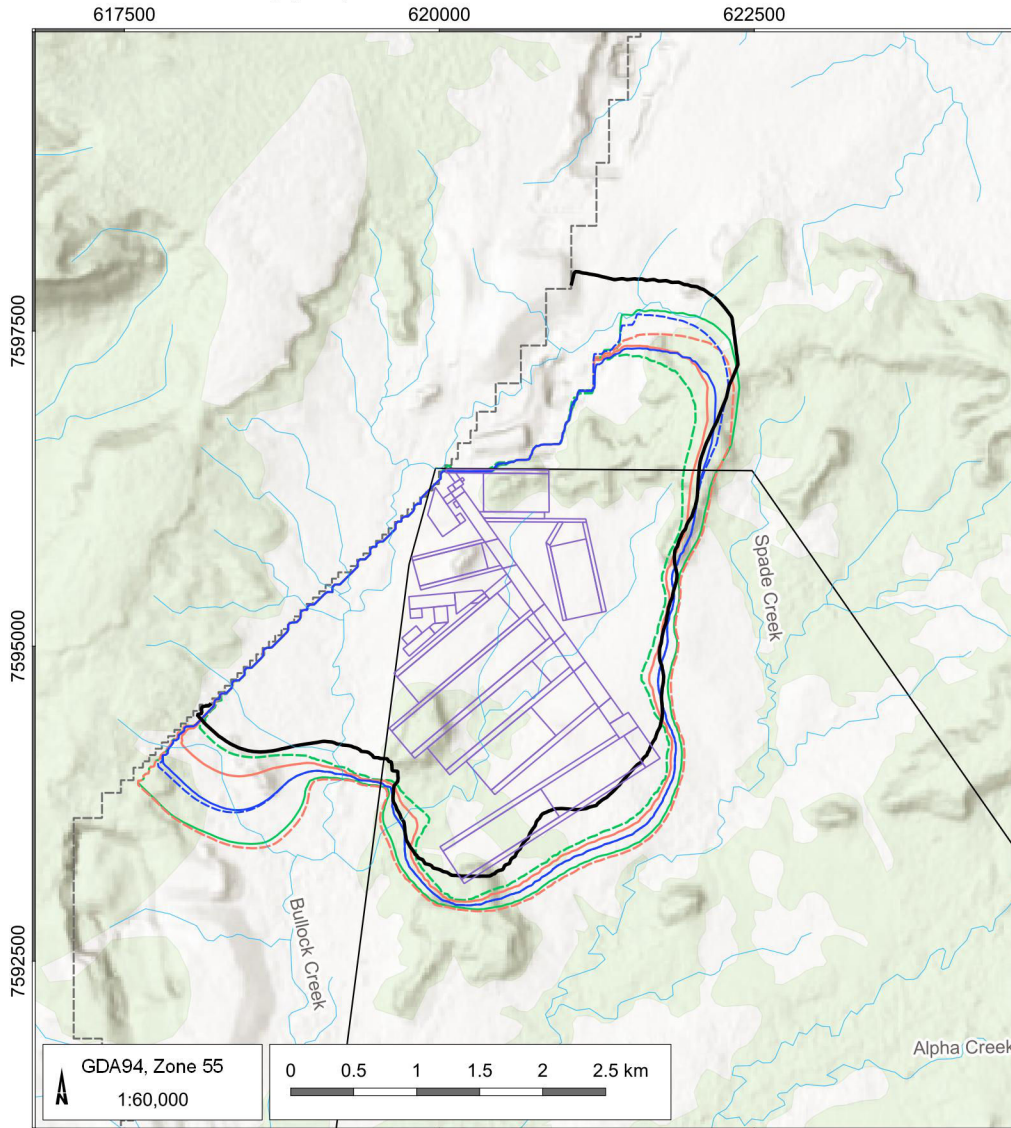 617500 620000 622500
7597500
7595000
7592500
Spade Creek
Bullock Creek
Alpha Creek
GDA94, Zone 55
N
1:60,000
0 0.5 1 1.5 2 2.5 km